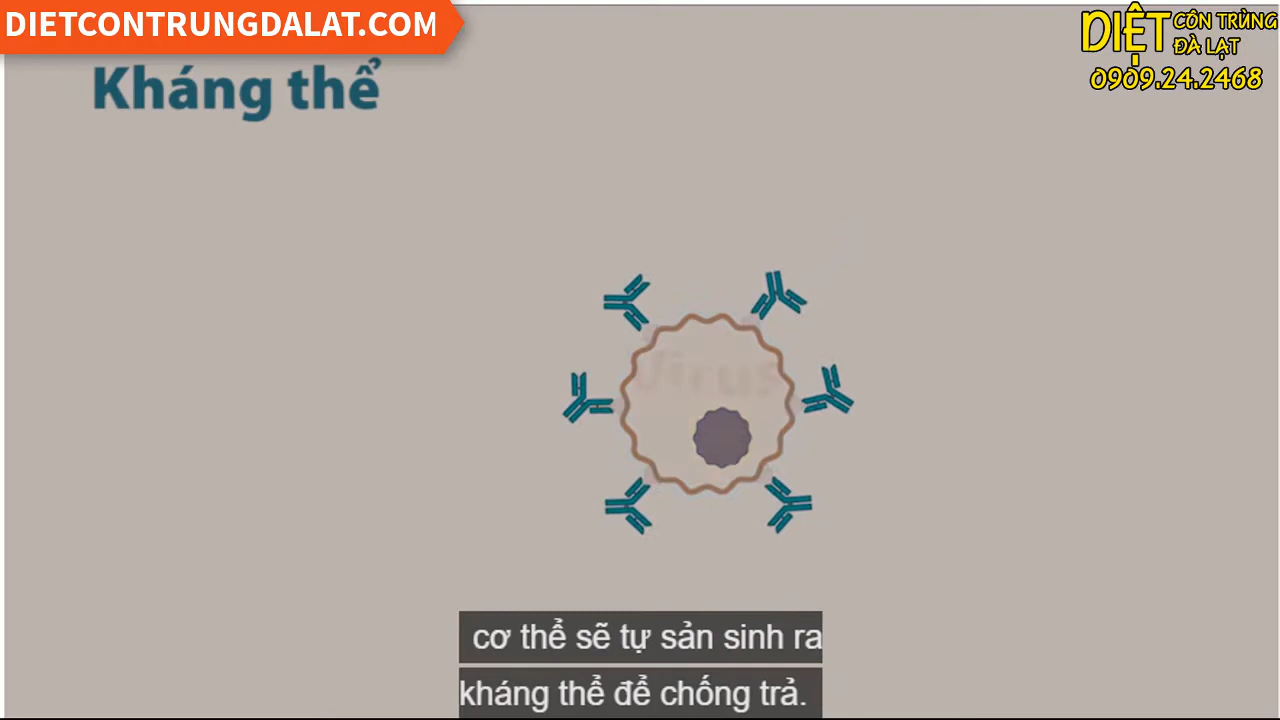 DIETCONTRUNGDALAT.COM
DIỆT CÔN TRÙNG
ĐÀ LẠT
0909.24.2468
Kháng thể
Virus
cơ thể sẽ tự sản sinh ra
kháng thể để chống trả.